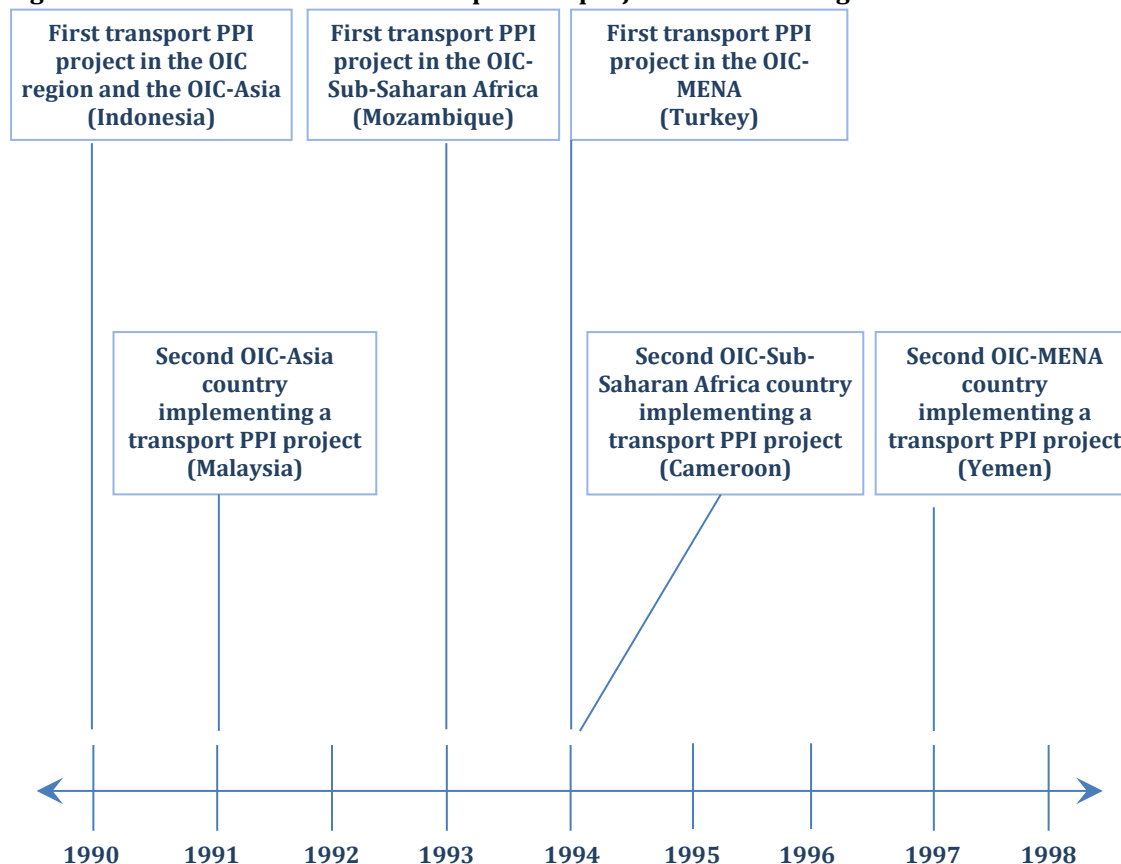 First transport PPI
project in the OIC
region and the OIC-Asia
(Indonesia)
First transport PPI
project in the OIC-
Sub-Saharan Africa
(Mozambique)
First transport PPI
project in the OIC-
MENA
(Turkey)
Second OIC-Asia
country
implementing a
transport PPI project
(Malaysia)
Second OIC-Sub-
Saharan Africa country
implementing a
transport PPI project
(Cameroon)
Second OIC-MENA
country
implementing a
transport PPI project
(Yemen)
1990 1991 1992 1993 1994 1995 1996 1997 1998